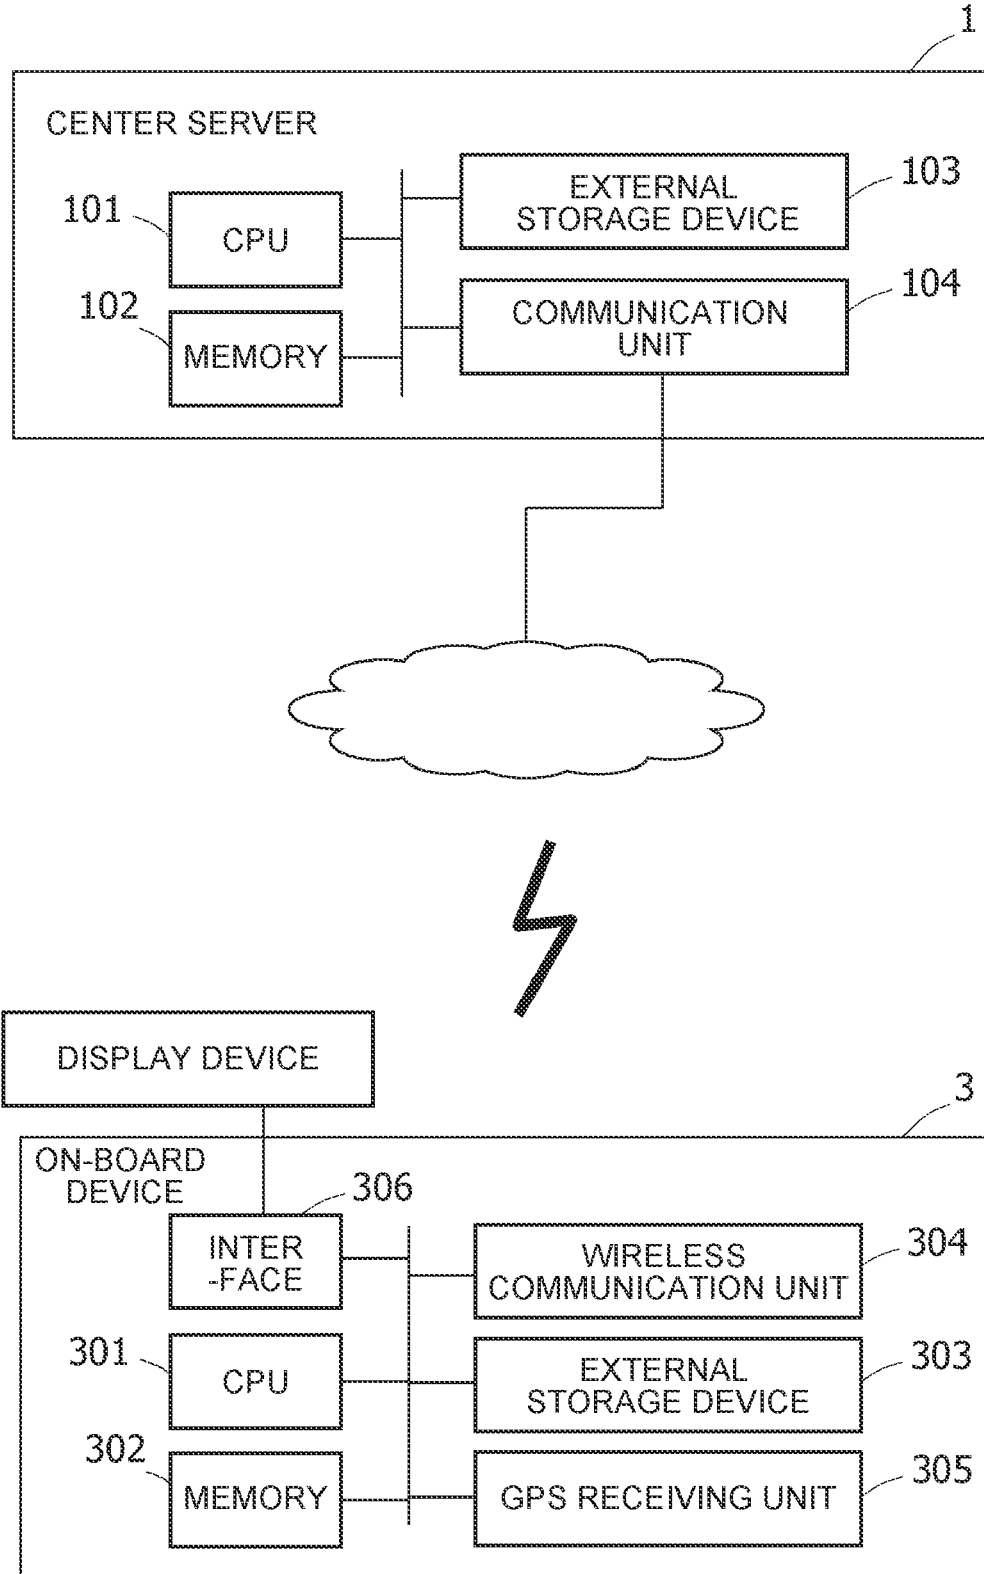 1
CENTER SERVER
101
CPU
102
MEMORY
103
EXTERNAL
STORAGE DEVICE
104
COMMUNICATION
UNIT
DISPLAY DEVICE
3
ON-BOARD
DEVICE
306
INTER
-FACE
301
CPU
302
MEMORY
304
WIRELESS
COMMUNICATION UNIT
303
EXTERNAL
STORAGE DEVICE
305
GPS RECEIVING UNIT